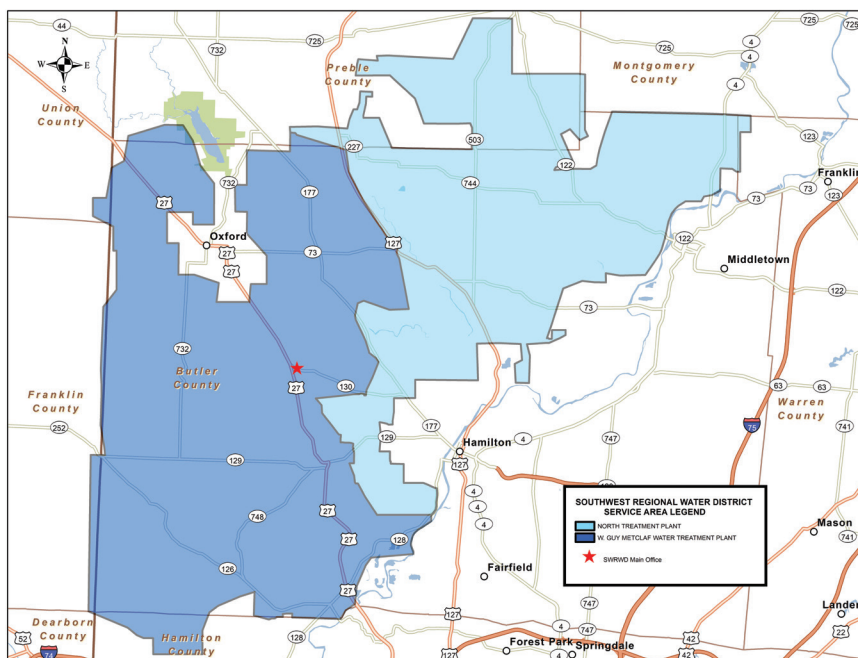 44
732
725
4
725
725
N
W E
S
Preble
County
Montgomery
County
4
4
Union
County
123
503
227
122
Franklin
732
177
744
123
27
73
73
Oxford
122
27
73
127
27
Middletown
122
73
732
Butler
County
130
27
63
63
Franklin
County
Warren
County
75
252
177
741
129
4
747
Hamilton
129
127
4
SOUTHWEST REGIONAL WATER DISTRICT
SERVICE AREA LEGEND
NORTH TREATMENT PLANT
W. GUY METCLAF WATER TREATMENT PLANT
SWRWD Main Office
27
748
4
Mason
128
27
741
126
Fairfield
27
747
Landen
127
Dearborn
County
Hamilton
County
128
4
42
22
52
74
127
Forest Park
Springdale
4
747
42